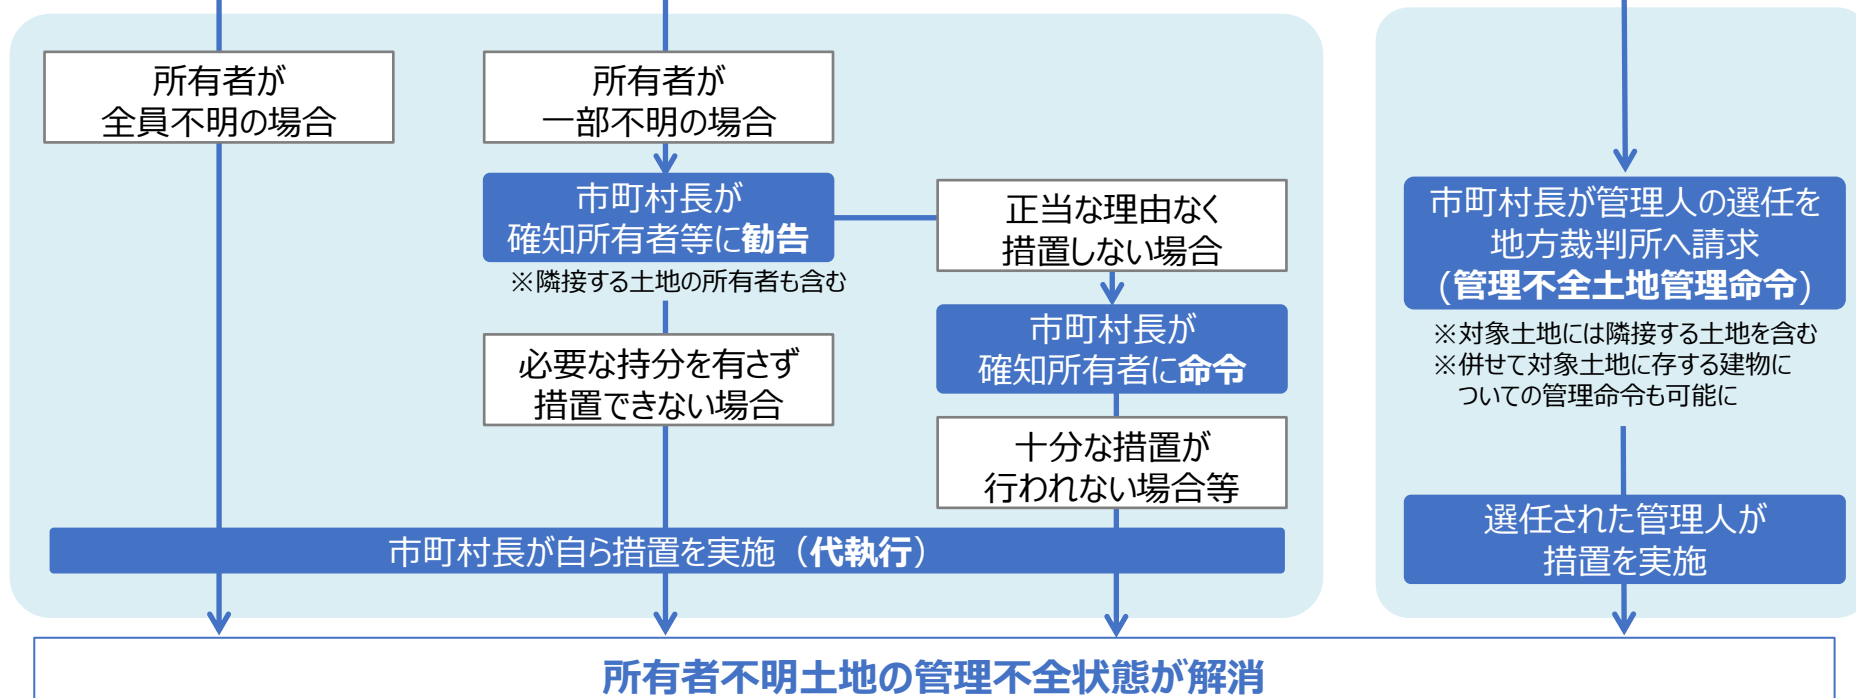 所有者が
全員不明の場合
所有者が
一部不明の場合
市町村長が
確知所有者等に勧告
※隣接する土地の所有者も含む
必要な持分を有さず
措置できない場合
正当な理由なく
措置しない場合
市町村長が
確知所有者に命令
十分な措置が
行われない場合等
市町村長が自ら措置を実施（代執行）
市町村長が管理人の選任を
地方裁判所へ請求
(管理不全土地管理命令)
※対象土地には隣接する土地を含む
※併せて対象土地に存する建物に
ついての管理命令も可能に
選任された管理人が
措置を実施
所有者不明土地の管理不全状態が解消